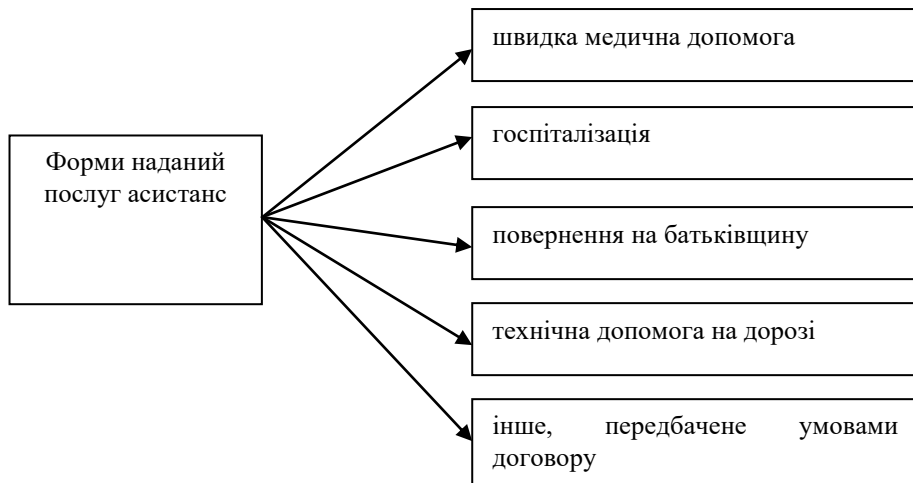 Форми наданий
послуг асистанс
швидка медична допомога
госпіталізація
повернення на батьківщину
технічна допомога на дорозі
інше, передбачене умовами
договору